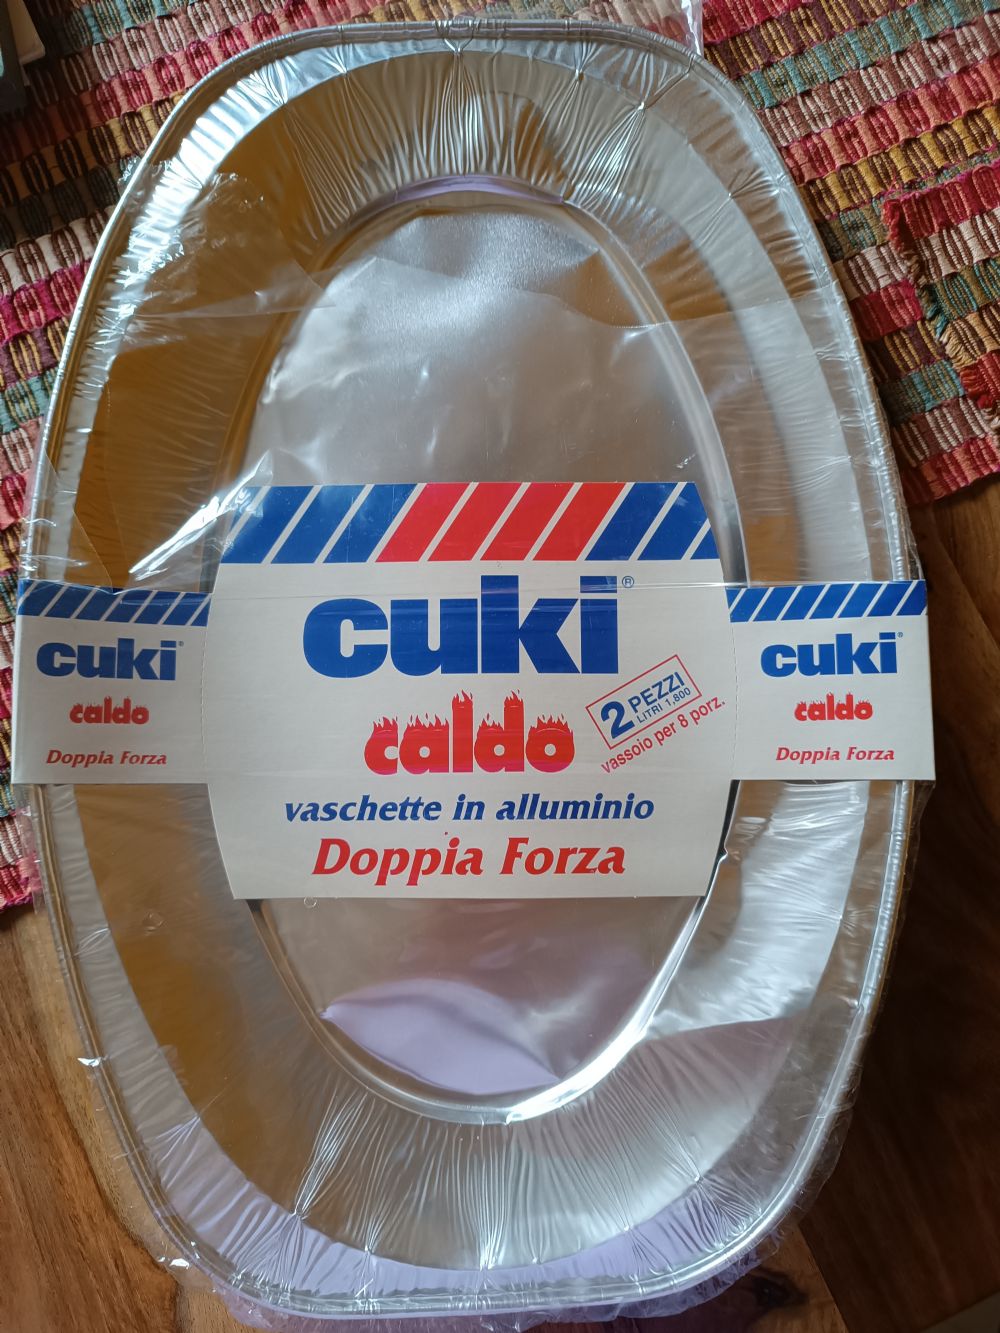 cuki®
caldo
2 PEZZI
LITRI 1,800
vassoio per 8 porz.
vaschette in alluminio
Doppia Forza
cuki®
caldo
Doppia Forza
cuki®
caldo
Doppia Forza